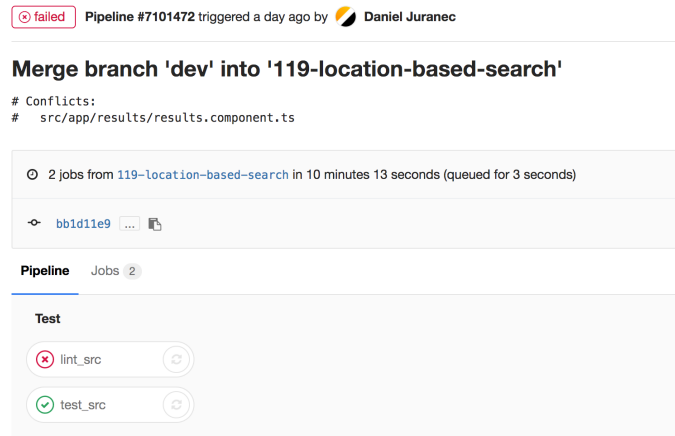 failed Pipeline #7101472 triggered a day ago by Daniel Juranec
Merge branch 'dev' into '119-location-based-search'
# Conflicts:
#   src/app/results/results.component.ts
2 jobs from 119-location-based-search in 10 minutes 13 seconds (queued for 3 seconds)
bb1d11e9 ...
Pipeline Jobs 2
Test
lint_src
test_src